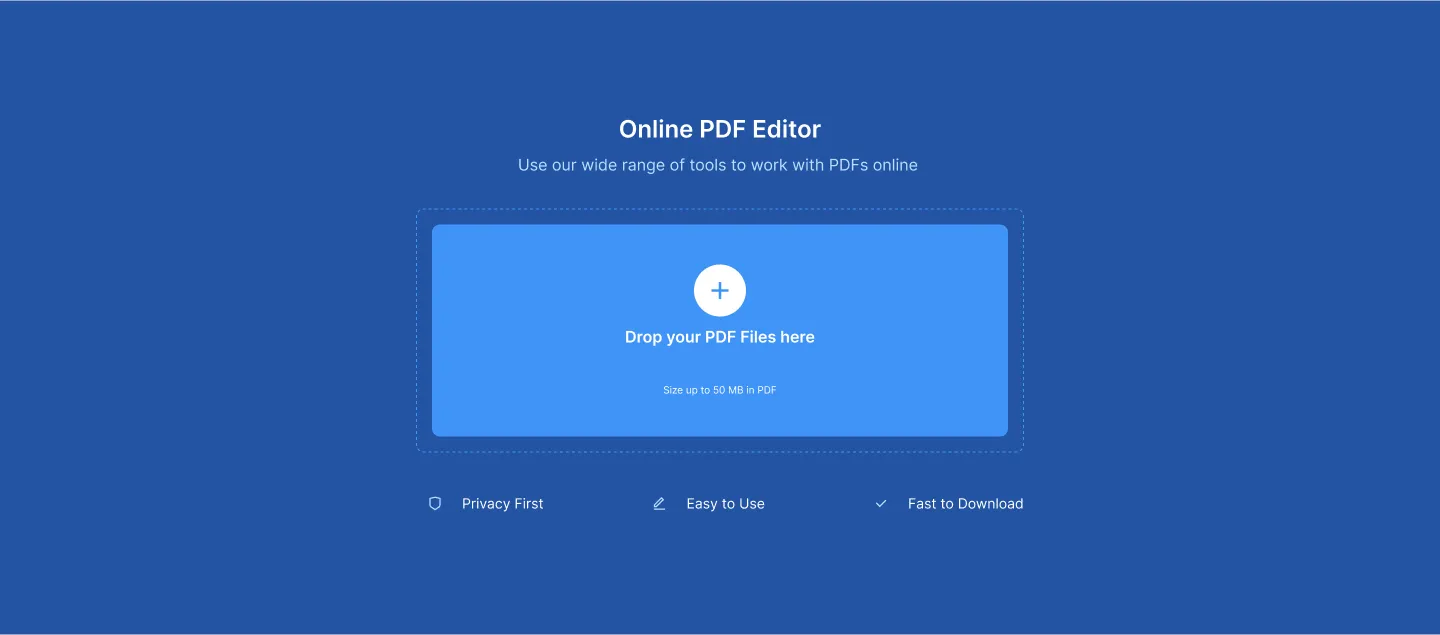 Online PDF Editor
Use our wide range of tools to work with PDFs online
Drop your PDF Files here
Size up to 50 MB in PDF
Privacy First
Easy to Use
Fast to Download